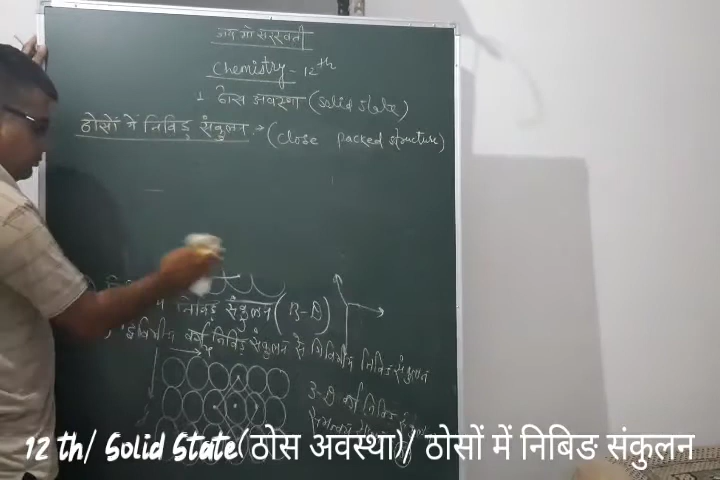 जय माँ सरस्वती
Chemistry - 12th
1 ठोस अवस्था (solid state)
ठोसों में निविड़ संकुलन → (close packed structure)
में निविड़ संकुलन (3-D)
निविड़ संकुलन से त्रिविमीय निविड़ संकुलन
3-D
12 th/ Solid State(ठोस अवस्था)/ ठोसों में निबिङ संकुलन